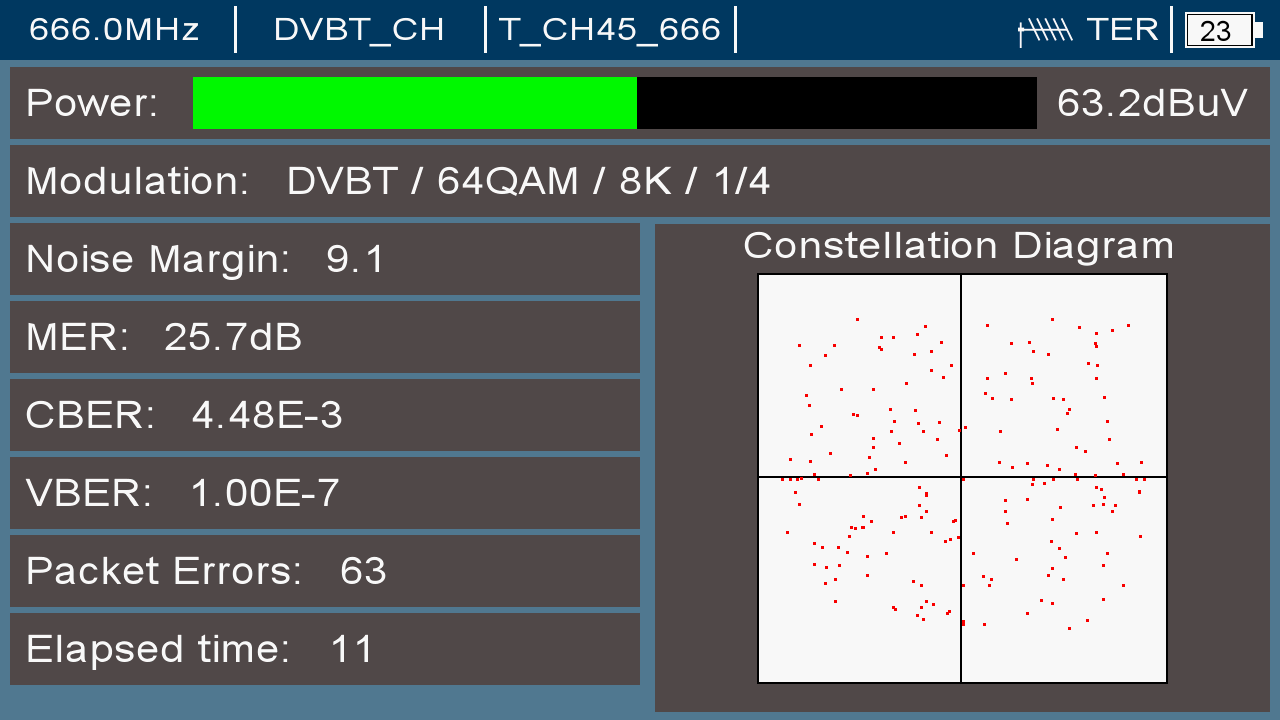 666.0MHz DVBT_CH T_CH45_666 TER 23
Power: 63.2dBuV
Modulation: DVBT / 64QAM / 8K / 1/4
Noise Margin: 9.1
Constellation Diagram
MER: 25.7dB
CBER: 4.48E-3
VBER: 1.00E-7
Packet Errors: 63
Elapsed time: 11